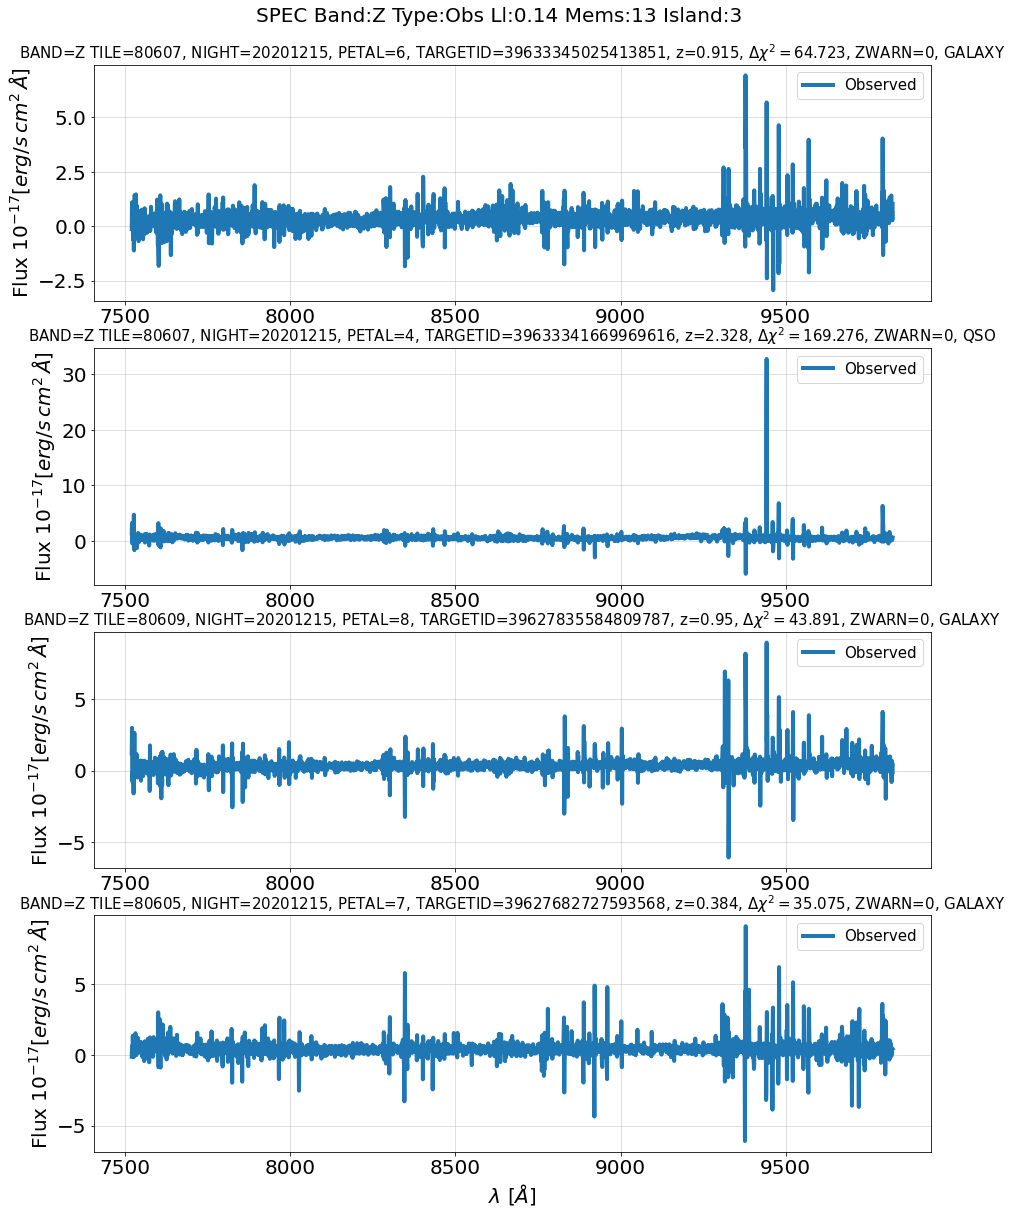 SPEC Band:Z Type:Obs Ll:0.14 Mems:13 Island:3
BAND=Z TILE=80607, NIGHT=20201215, PETAL=6, TARGETID=39633345025413851, z=0.915, Δχ² = 64.723, ZWARN=0, GALAXY
Observed
Flux 10⁻¹⁷[erg/s cm² Å]
5.0
2.5
0.0
−2.5
7500 8000 8500 9000 9500
BAND=Z TILE=80607, NIGHT=20201215, PETAL=4, TARGETID=39633341669969616, z=2.328, Δχ² = 169.276, ZWARN=0, QSO
Observed
Flux 10⁻¹⁷[erg/s cm² Å]
30
20
10
0
7500 8000 8500 9000 9500
BAND=Z TILE=80609, NIGHT=20201215, PETAL=8, TARGETID=39627835584809787, z=0.95, Δχ² = 43.891, ZWARN=0, GALAXY
Observed
Flux 10⁻¹⁷[erg/s cm² Å]
5
0
−5
7500 8000 8500 9000 9500
BAND=Z TILE=80605, NIGHT=20201215, PETAL=7, TARGETID=39627682727593568, z=0.384, Δχ² = 35.075, ZWARN=0, GALAXY
Observed
Flux 10⁻¹⁷[erg/s cm² Å]
5
0
−5
7500 8000 8500 9000 9500
λ [Å]